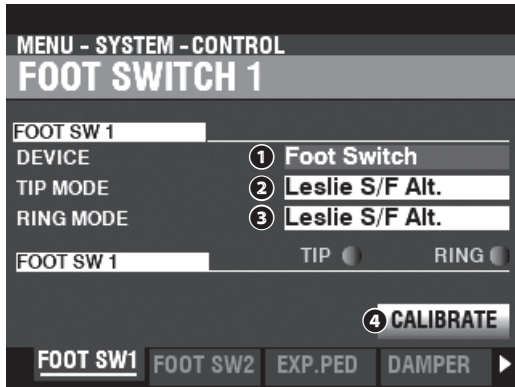 MENU - SYSTEM - CONTROL
FOOT SWITCH 1
FOOT SW 1
DEVICE 1 Foot Switch
TIP MODE 2 Leslie S/F Alt.
RING MODE 3 Leslie S/F Alt.
FOOT SW 1 TIP RING
4 CALIBRATE
FOOT SW1 FOOT SW2 EXP.PED DAMPER